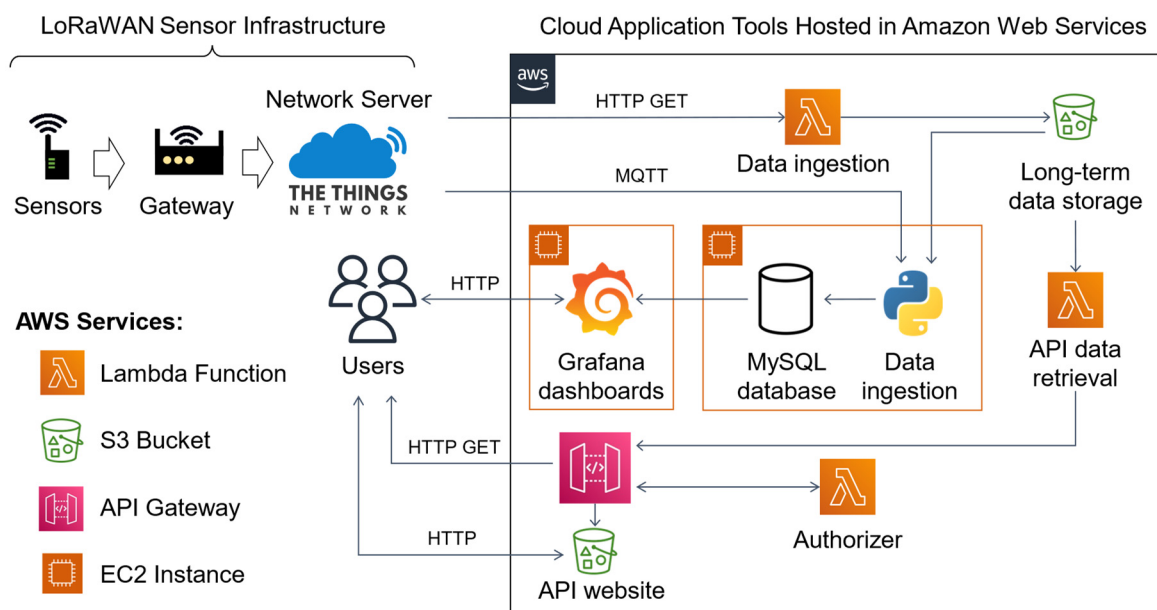 LoRaWAN Sensor Infrastructure
Cloud Application Tools Hosted in Amazon Web Services
aws
Network Server
HTTP GET
Data ingestion
THE THINGS
NETWORK
Sensors
Gateway
MQTT
Long-term
data storage
HTTP
Users
Grafana
dashboards
MySQL
database
Data
ingestion
API data
retrieval
AWS Services:
Lambda Function
S3 Bucket
API Gateway
EC2 Instance
HTTP GET
</>
Authorizer
HTTP
API website